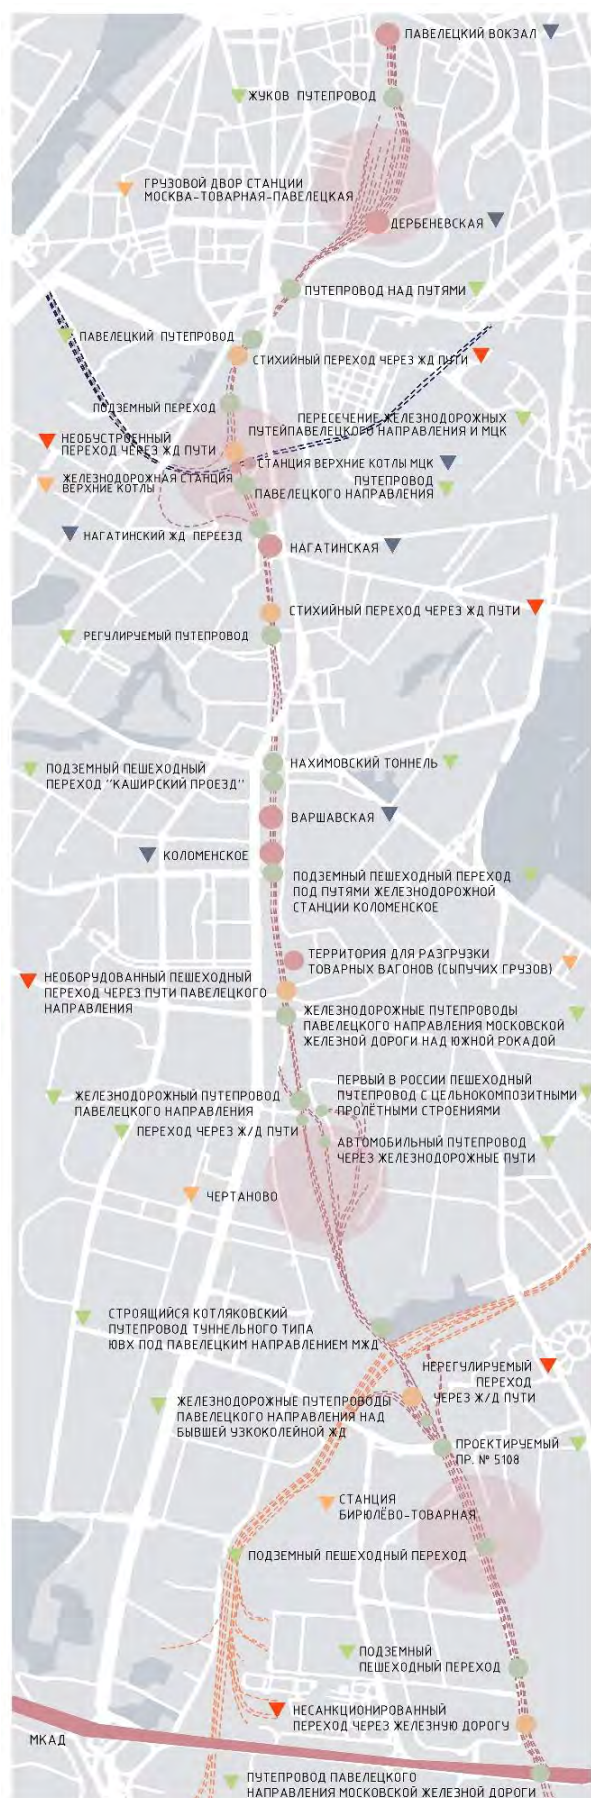 ПАВЕЛЕЦКИЙ ВОКЗАЛ
ЖУКОВ ПУТЕПРОВОД
ГРУЗОВОЙ ДВОР СТАНЦИИ
МОСКВА-ТОВАРНАЯ-ПАВЕЛЕЦКАЯ
ДЕРБЕНЕВСКАЯ
ПУТЕПРОВОД НАД ПУТЯМИ
ПАВЕЛЕЦКИЙ ПУТЕПРОВОД
СТИХИЙНЫЙ ПЕРЕХОД ЧЕРЕЗ ЖД ПУТИ
ПОДЗЕМНЫЙ ПЕРЕХОД
ПЕРЕСЕЧЕНИЕ ЖЕЛЕЗНОДОРОЖНЫХ
ПУТЕЙПАВЕЛЕЦКОГО НАПРАВЛЕНИЯ И МЦК
НЕОБУСТРОЕННЫЙ
ПЕРЕХОД ЧЕРЕЗ ЖД ПУТИ
СТАНЦИЯ ВЕРХНИЕ КОТЛЫ МЦК
ЖЕЛЕЗНОДОРОЖНАЯ СТАНЦИЯ
ВЕРХНИЕ КОТЛЫ
ПУТЕПРОВОД
ПАВЕЛЕЦКОГО НАПРАВЛЕНИЯ
НАГАТИНСКИЙ ЖД ПЕРЕЕЗД
НАГАТИНСКАЯ
СТИХИЙНЫЙ ПЕРЕХОД ЧЕРЕЗ ЖД ПУТИ
РЕГУЛИРУЕМЫЙ ПУТЕПРОВОД
НАХИМОВСКИЙ ТОННЕЛЬ
ПОДЗЕМНЫЙ ПЕШЕХОДНЫЙ
ПЕРЕХОД "КАШИРСКИЙ ПРОЕЗД"
ВАРШАВСКАЯ
КОЛОМЕНСКОЕ
ПОДЗЕМНЫЙ ПЕШЕХОДНЫЙ ПЕРЕХОД
ПОД ПУТЯМИ ЖЕЛЕЗНОДОРОЖНОЙ
СТАНЦИИ КОЛОМЕНСКОЕ
ТЕРРИТОРИЯ ДЛЯ РАЗГРУЗКИ
ТОВАРНЫХ ВАГОНОВ (СЫПУЧИХ ГРУЗОВ)
НЕОБОРУДОВАННЫЙ ПЕШЕХОДНЫЙ
ПЕРЕХОД ЧЕРЕЗ ПУТИ ПАВЕЛЕЦКОГО
НАПРАВЛЕНИЯ
ЖЕЛЕЗНОДОРОЖНЫЕ ПУТЕПРОВОДЫ
ПАВЕЛЕЦКОГО НАПРАВЛЕНИЯ МОСКОВСКОЙ
ЖЕЛЕЗНОЙ ДОРОГИ НАД ЮЖНОЙ РОКАДОЙ
ПЕРВЫЙ В РОССИИ ПЕШЕХОДНЫЙ
ПУТЕПРОВОД С ЦЕЛЬНОКОМПОЗИТНЫМИ
ПРОЛЁТНЫМИ СТРОЕНИЯМИ
ЖЕЛЕЗНОДОРОЖНЫЙ ПУТЕПРОВОД
ПАВЕЛЕЦКОГО НАПРАВЛЕНИЯ
ПЕРЕХОД ЧЕРЕЗ Ж/Д ПУТИ
АВТОМОБИЛЬНЫЙ ПУТЕПРОВОД
ЧЕРЕЗ ЖЕЛЕЗНОДОРОЖНЫЕ ПУТИ
ЧЕРТАНОВО
СТРОЯЩИЙСЯ КОТЛЯКОВСКИЙ
ПУТЕПРОВОД ТУННЕЛЬНОГО ТИПА
ЮВХ ПОД ПАВЕЛЕЦКИМ НАПРАВЛЕНИЕМ МЖД
НЕРЕГУЛИРУЕМЫЙ
ПЕРЕХОД
ЧЕРЕЗ Ж/Д ПУТИ
ЖЕЛЕЗНОДОРОЖНЫЕ ПУТЕПРОВОДЫ
ПАВЕЛЕЦКОГО НАПРАВЛЕНИЯ НАД
БЫВШЕЙ УЗКОКОЛЕЙНОЙ ЖД
ПРОЕКТИРУЕМЫЙ
ПР. № 5108
СТАНЦИЯ
БИРЮЛЁВО-ТОВАРНАЯ
ПОДЗЕМНЫЙ ПЕШЕХОДНЫЙ ПЕРЕХОД
ПОДЗЕМНЫЙ
ПЕШЕХОДНЫЙ ПЕРЕХОД
НЕСАНКЦИОНИРОВАННЫЙ
ПЕРЕХОД ЧЕРЕЗ ЖЕЛЕЗНУЮ ДОРОГУ
МКАД
ПУТЕПРОВОД ПАВЕЛЕЦКОГО
НАПРАВЛЕНИЯ МОСКОВСКОЙ ЖЕЛЕЗНОЙ ДОРОГИ